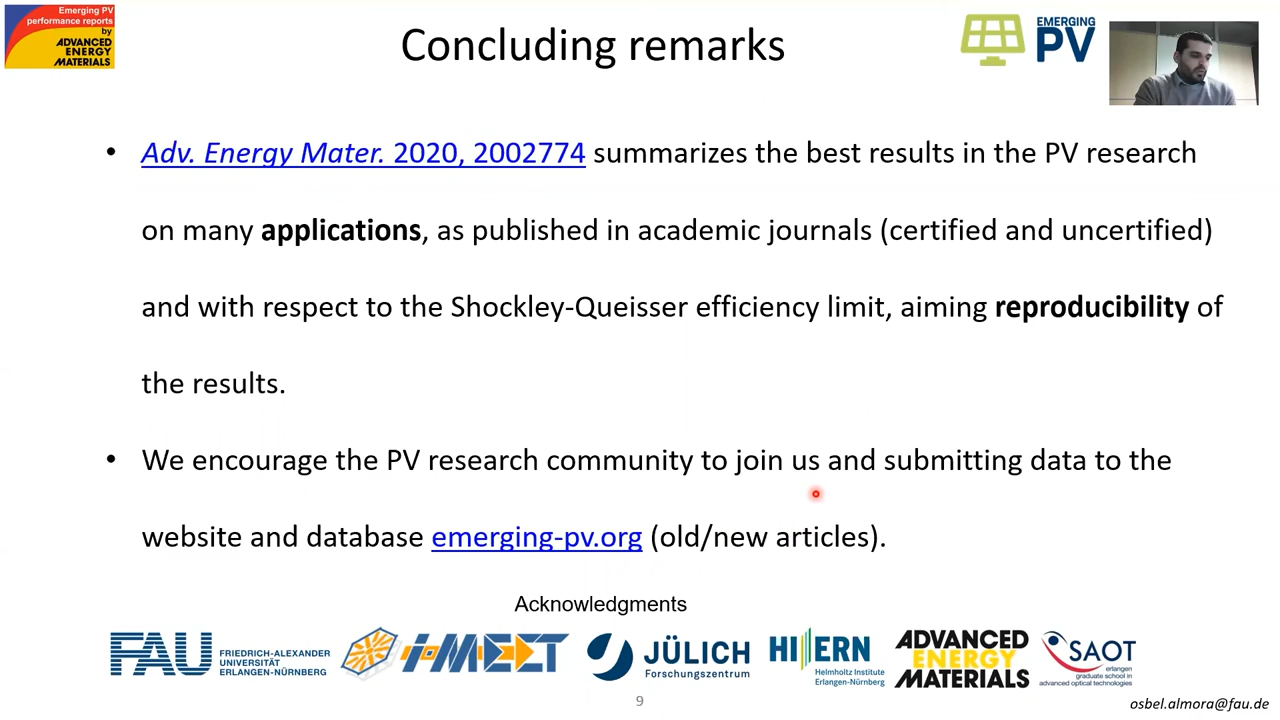 Emerging PV
performance reports
by
ADVANCED
ENERGY
MATERIALS
Concluding remarks
EMERGING
PV
• Adv. Energy Mater. 2020, 2002774 summarizes the best results in the PV research
on many applications, as published in academic journals (certified and uncertified)
and with respect to the Shockley-Queisser efficiency limit, aiming reproducibility of
the results.
• We encourage the PV research community to join us and submitting data to the
website and database emerging-pv.org (old/new articles).
Acknowledgments
FAU
FRIEDRICH-ALEXANDER
UNIVERSITÄT
ERLANGEN-NÜRNBERG
i-MEET
JÜLICH
Forschungszentrum
HI ERN
Helmholtz Institute
Erlangen-Nürnberg
ADVANCED
ENERGY
MATERIALS
SAOT
erlangen
graduate school in
advanced optical technologies
9
osbel.almora@fau.de